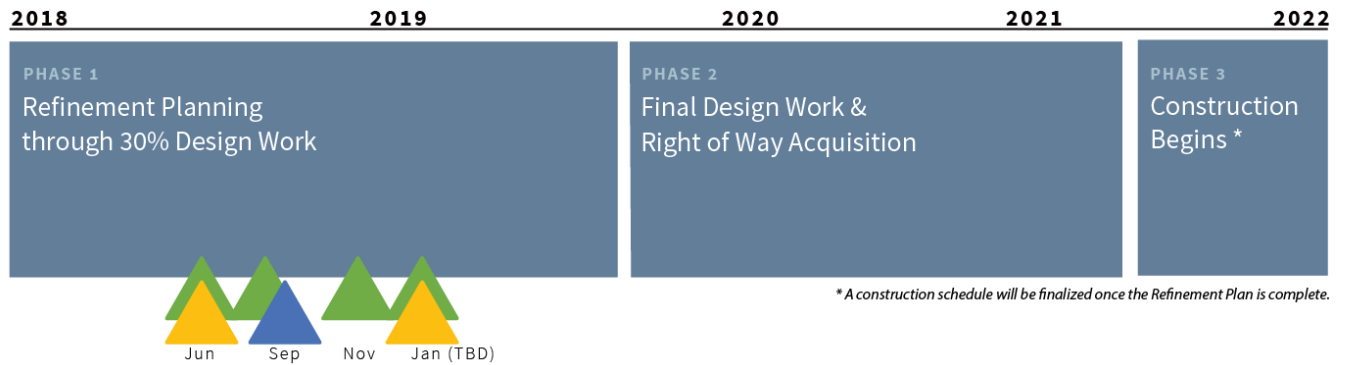 2018 2019 2020 2021 2022
PHASE 1
Refinement Planning
through 30% Design Work
PHASE 2
Final Design Work &
Right of Way Acquisition
PHASE 3
Construction
Begins *
* A construction schedule will be finalized once the Refinement Plan is complete.
Jun Sep Nov Jan (TBD)